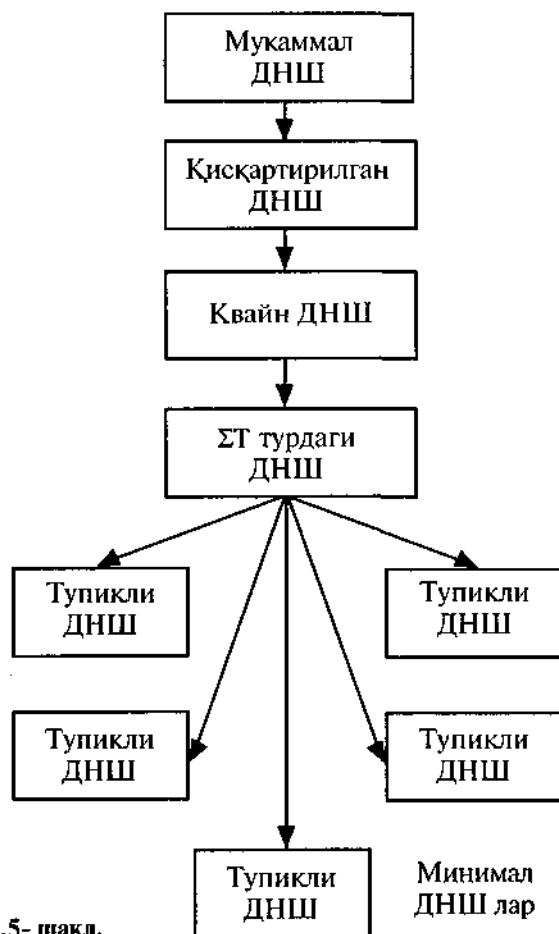 Мукаммал
ДНШ
Қисқартирилган
ДНШ
Квайн ДНШ
ΣТ турдаги
ДНШ
Тупикли
ДНШ
Тупикли
ДНШ
Тупикли
ДНШ
Тупикли
ДНШ
Тупикли
ДНШ
Минимал
ДНШ лар
.5- шакл.